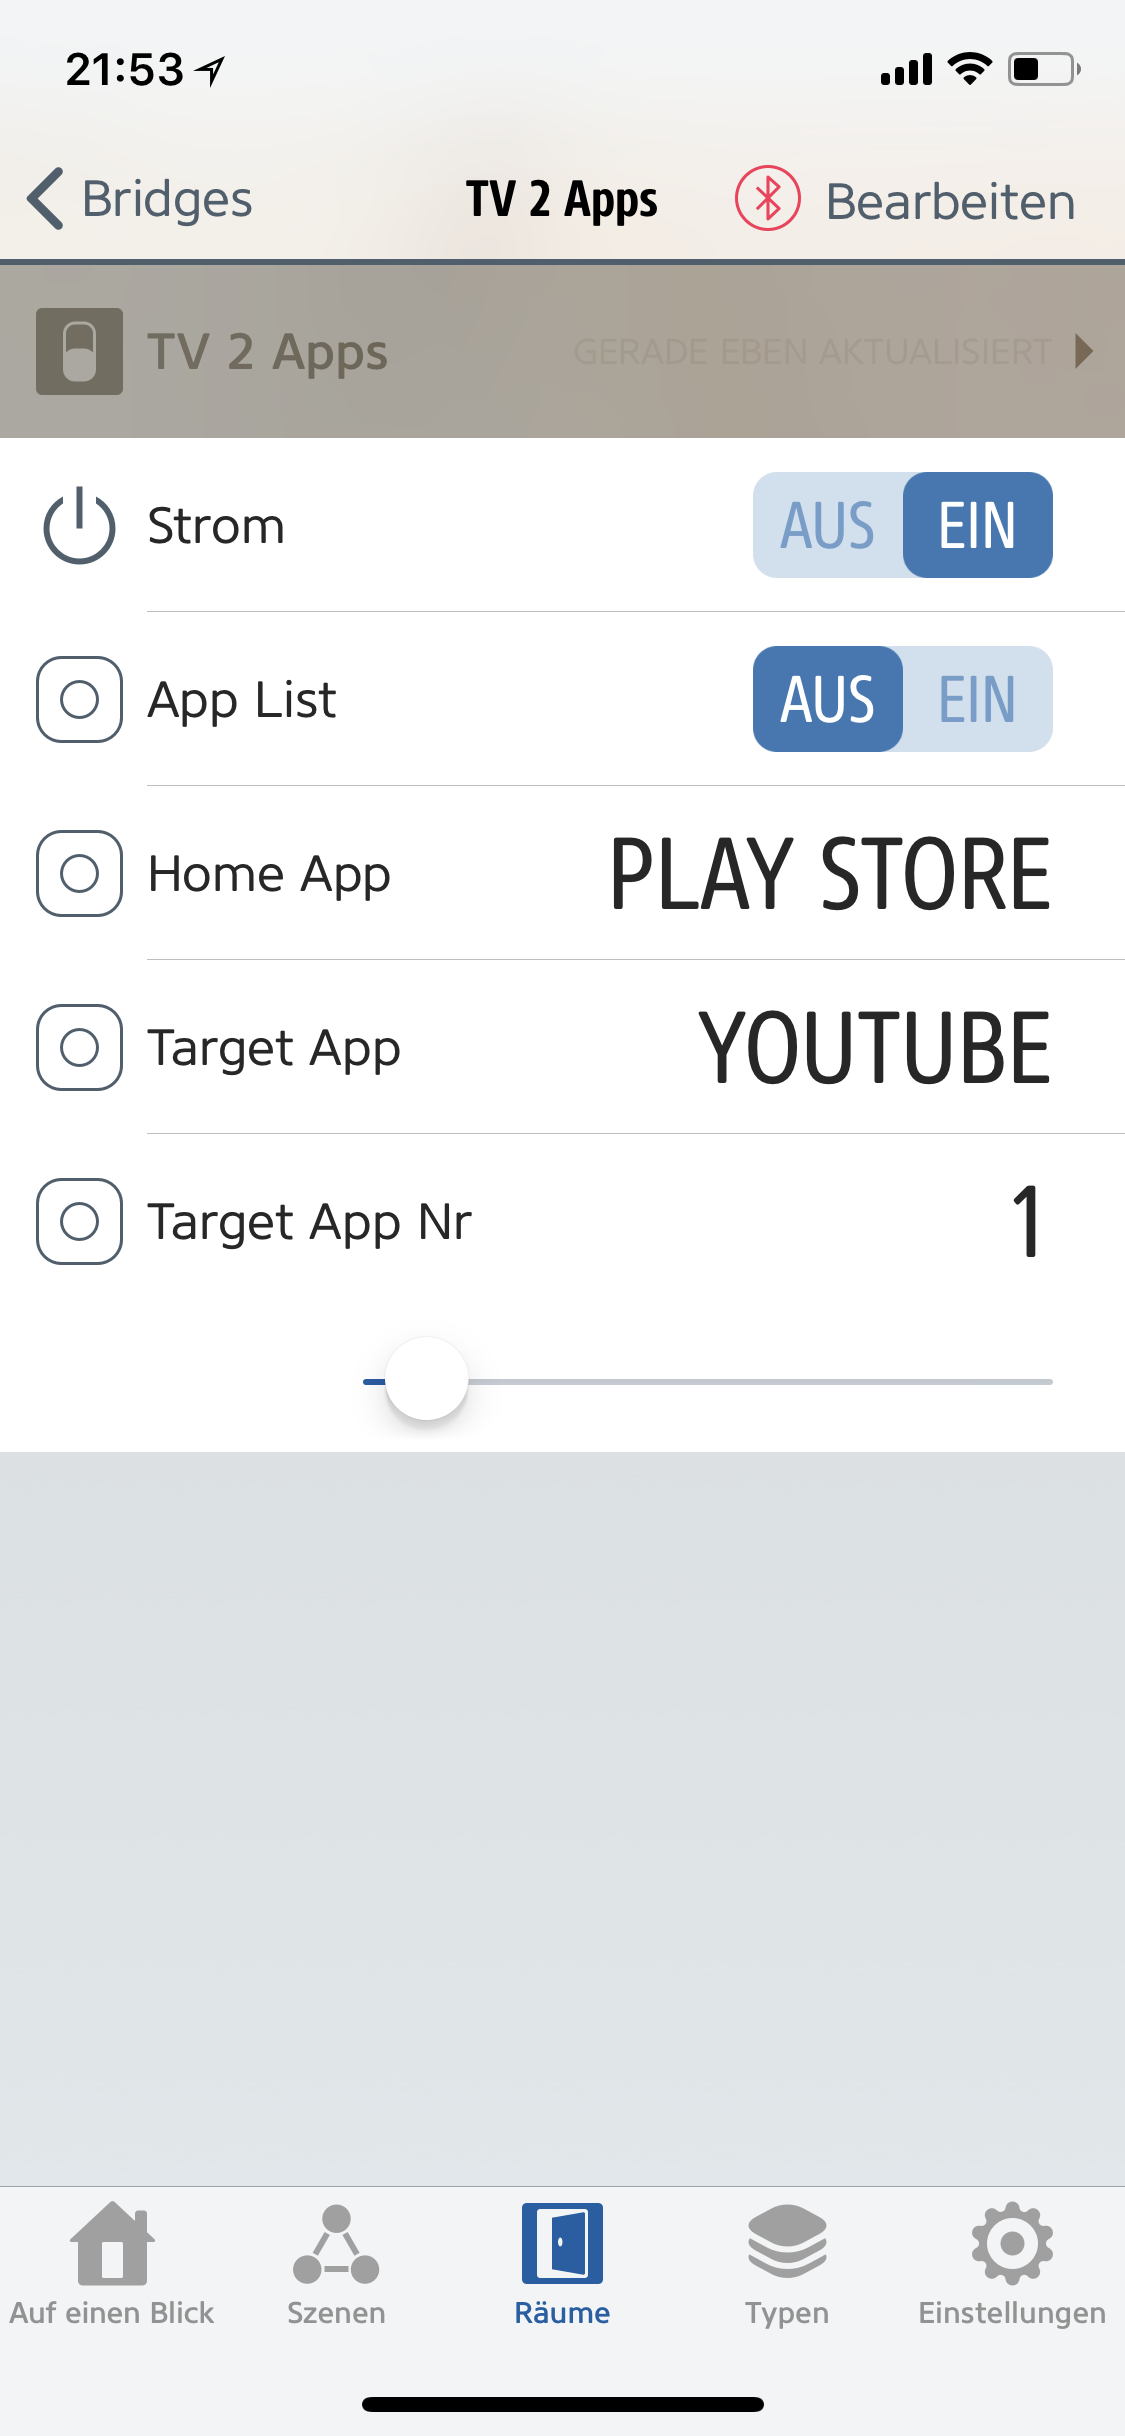 21:53
Bridges TV 2 Apps Bearbeiten
TV 2 Apps GERADE EBEN AKTUALISIERT
Strom AUS EIN
App List AUS EIN
Home App PLAY STORE
Target App YOUTUBE
Target App Nr 1
Auf einen Blick Szenen Räume Typen Einstellungen